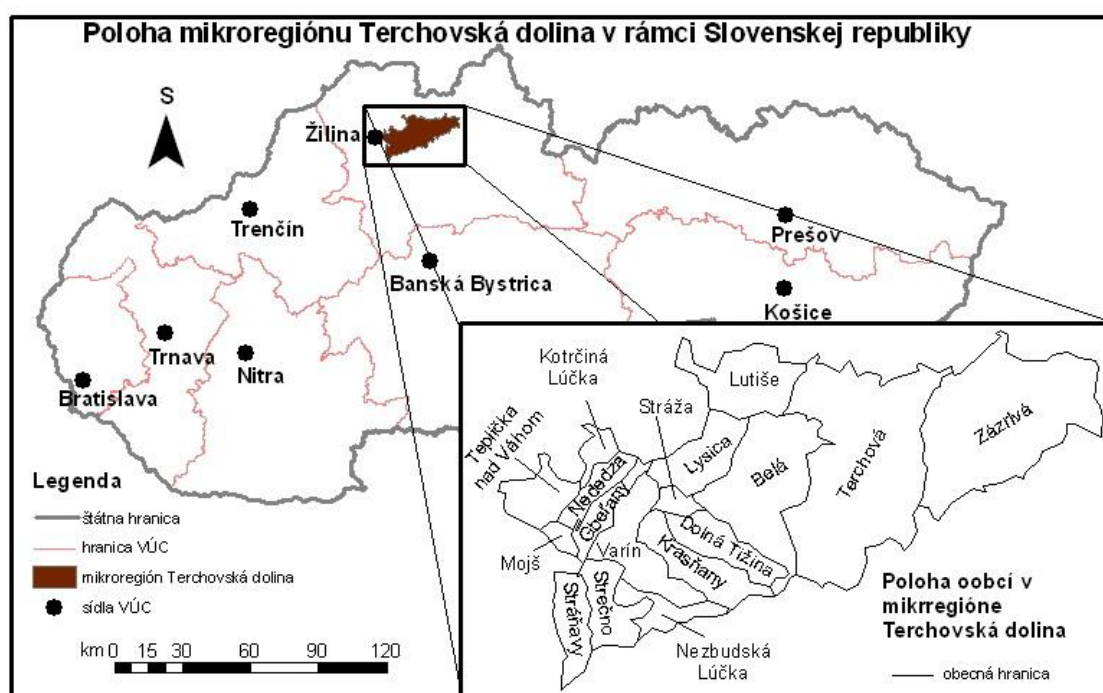 Poloha mikroregiónu Terchovská dolina v rámci Slovenskej republiky
S
Žilina
Trenčín
Prešov
Banská Bystrica
Košice
Trnava
Nitra
Bratislava
Legenda
štátna hranica
hranica VÚC
mikroregión Terchovská dolina
sídla VÚC
km 0 15 30 60 90 120
Kotrčiná
Lúčka
Lutiše
Stráža
Zázrivá
Teplička
nad Váhom
Lysica
Belá
Terchová
Nededza
Gbeľany
Dolná Tižina
Mojš
Varín
Krasňany
Stráňavy
Strečno
Nezbudská
Lúčka
Poloha oobcí v
mikrregióne
Terchovská dolina
obecná hranica